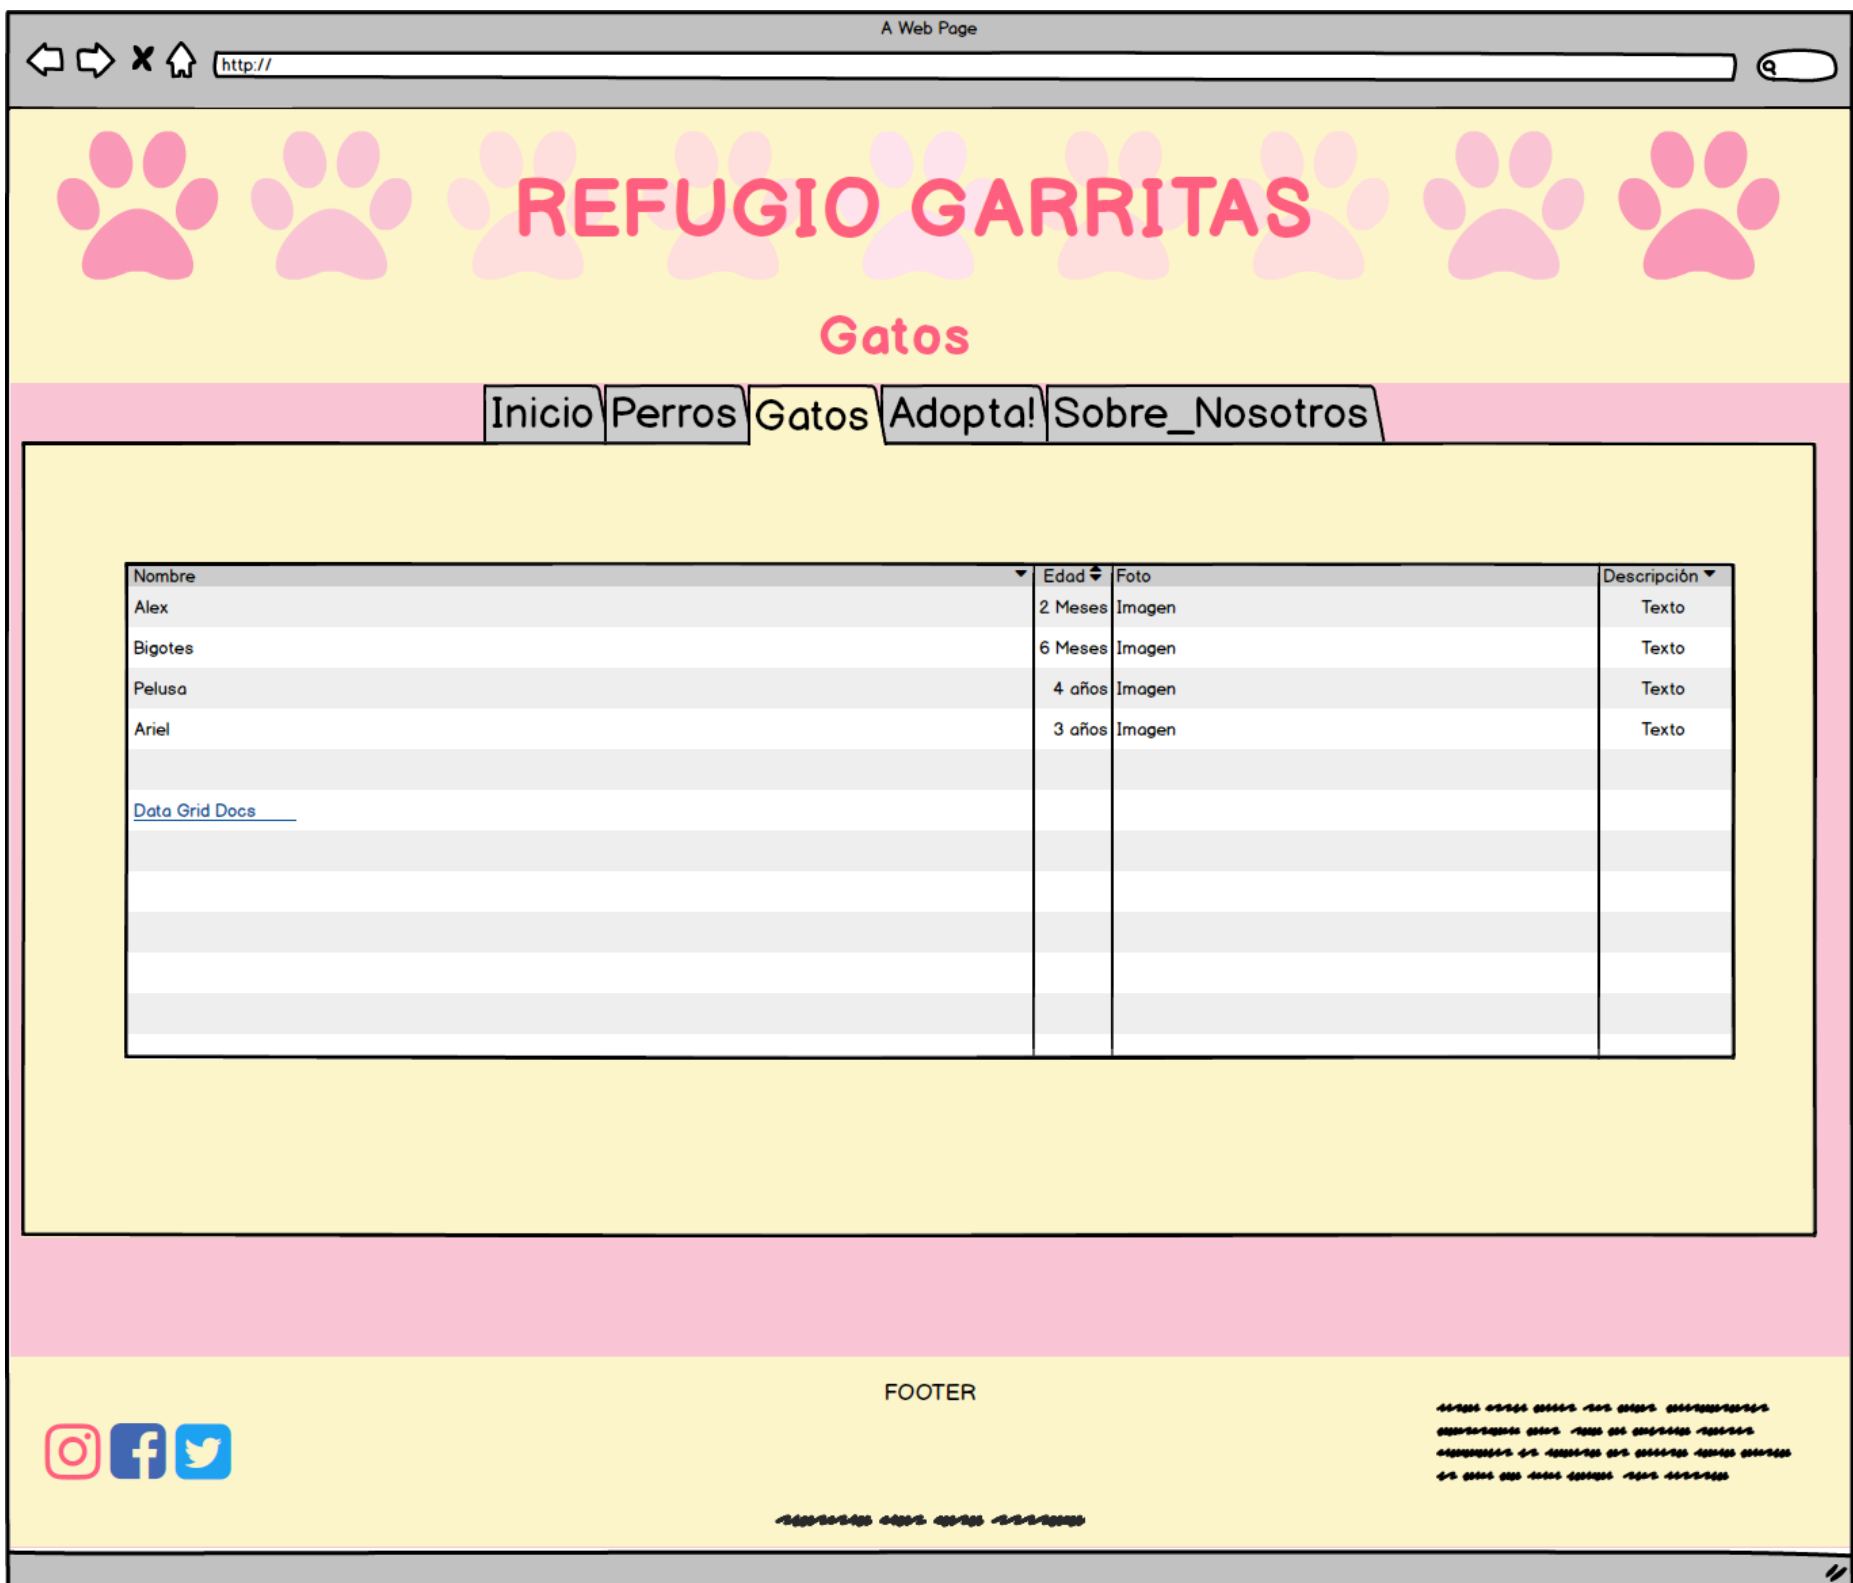 A Web Page
http://
REFUGIO GARRITAS
Gatos
Inicio Perros Gatos Adopta! Sobre_Nosotros
Nombre Edad Foto Descripción
Alex 2 Meses Imagen Texto
Bigotes 6 Meses Imagen Texto
Pelusa 4 años Imagen Texto
Ariel 3 años Imagen Texto
Data Grid Docs
FOOTER